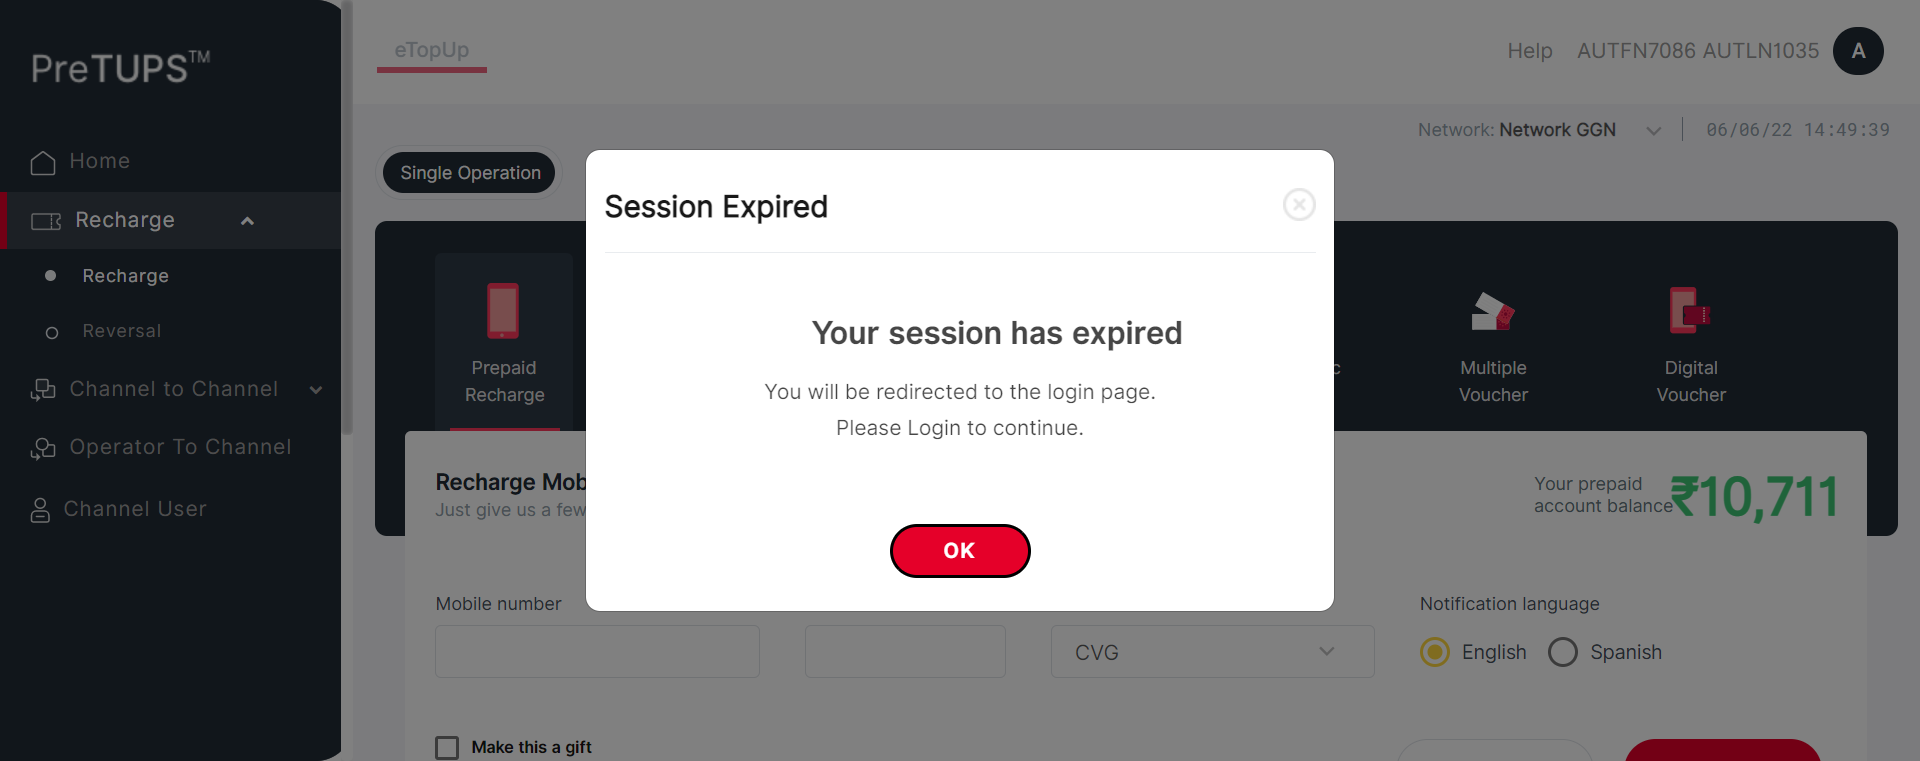 PreTUPS™
eTopUp
Help AUTFN7086 AUTLN1035 A
Network: Network GGN 06/06/22 14:49:39
Home
Recharge
Recharge
Reversal
Channel to Channel
Operator To Channel
Channel User
Single Operation
Prepaid
Recharge
Multiple
Voucher
Digital
Voucher
Session Expired
Your session has expired
You will be redirected to the login page.
Please Login to continue.
OK
Recharge Mob
Just give us a few
Your prepaid
account balance
₹10,711
Mobile number
CVG
Notification language
English Spanish
Make this a gift